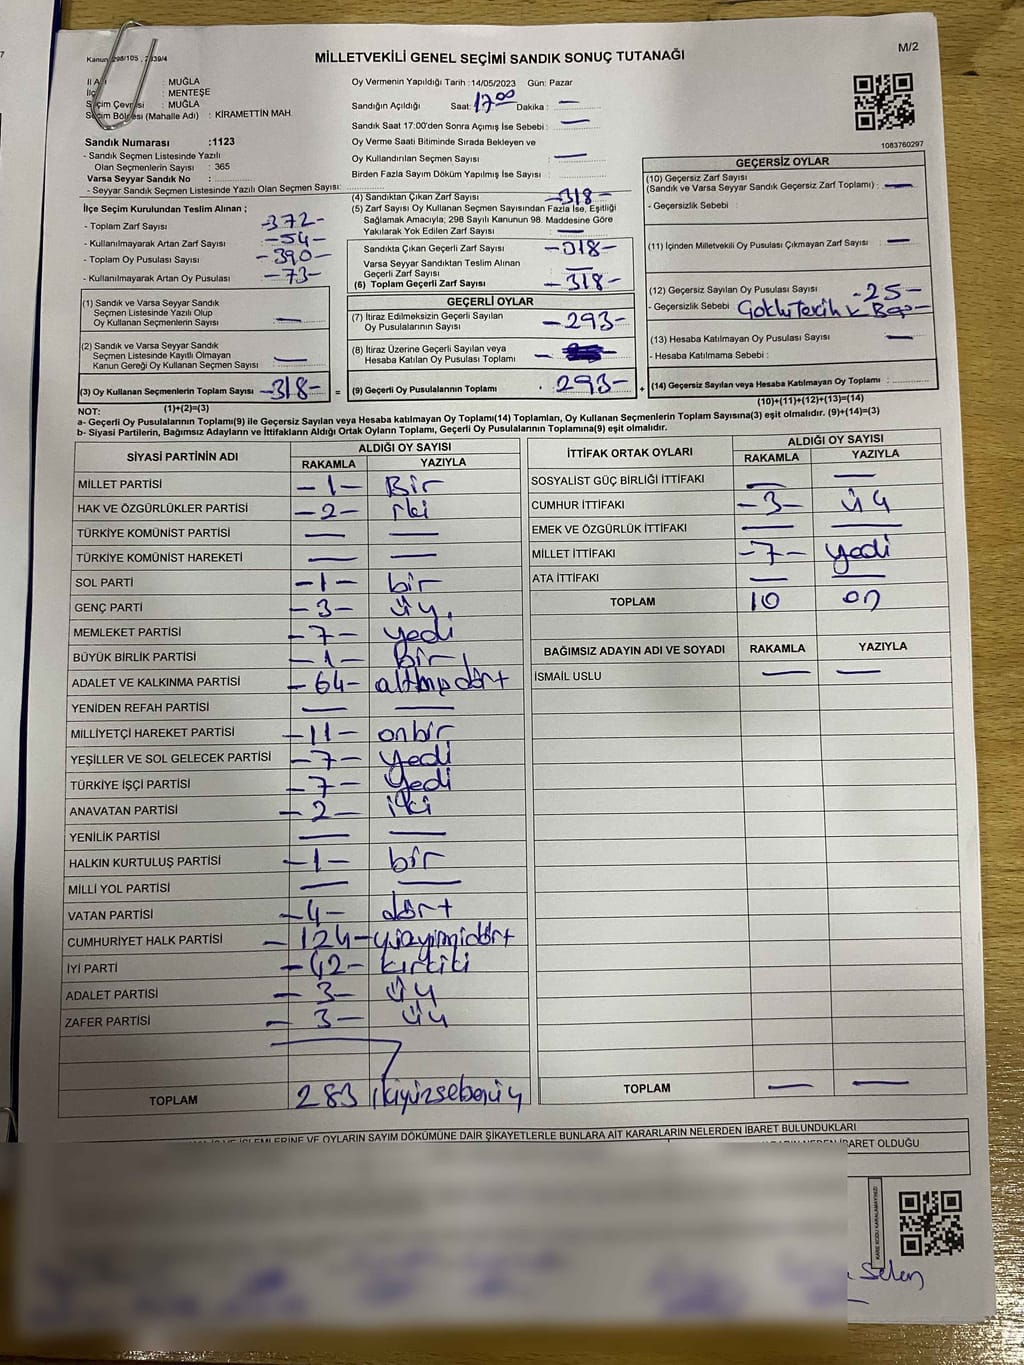 M/2
Kanun 298/105 , 2839/4
MİLLETVEKİLİ GENEL SEÇİMİ SANDIK SONUÇ TUTANAĞI
İl A : MUĞLA
İlç : MENTEŞE
Seçim Çevresi : MUĞLA
Seçim Bölgesi (Mahalle Adı) : KİRAMETTİN MAH.
Sandık Numarası :1123
- Sandık Seçmen Listesinde Yazılı
Olan Seçmenlerin Sayısı : 365
Varsa Seyyar Sandık No :
- Seyyar Sandık Seçmen Listesinde Yazılı Olan Seçmen Sayısı:
Oy Vermenin Yapıldığı Tarih :14/05/2023 Gün: Pazar
Sandığın Açıldığı Saat: 17.00 Dakika : —
Sandık Saat 17:00'den Sonra Açımış İse Sebebi : —
Oy Verme Saati Bitiminde Sırada Bekleyen ve
Oy Kullandırılan Seçmen Sayısı : —
Birden Fazla Sayım Döküm Yapılmış İse Sayısı :
1083760297
İlçe Seçim Kurulundan Teslim Alınan ;
- Toplam Zarf Sayısı : 372-
- Kullanılmayarak Artan Zarf Sayısı : -54-
- Toplam Oy Pusulası Sayısı : -390-
- Kullanılmayarak Artan Oy Pusulası : -73-
(1) Sandık ve Varsa Seyyar Sandık
Seçmen Listesinde Yazılı Olup
Oy Kullanan Seçmenlerin Sayısı : —
(2) Sandık ve Varsa Seyyar Sandık
Seçmen Listesinde Kayıtlı Olmayan
Kanun Gereği Oy Kullanan Seçmen Sayısı : —
(3) Oy Kullanan Seçmenlerin Toplam Sayısı -318- =
(1)+(2)=(3)
(4) Sandıktan Çıkan Zarf Sayısı -318-
(5) Zarf Sayısı Oy Kullanan Seçmen Sayısından Fazla İse, Eşitliği
Sağlamak Amacıyla; 298 Sayılı Kanunun 98. Maddesine Göre
Yakılarak Yok Edilen Zarf Sayısı : —
Sandıkta Çıkan Geçerli Zarf Sayısı -318-
Varsa Seyyar Sandıktan Teslim Alınan
Geçerli Zarf Sayısı : —
(6) Toplam Geçerli Zarf Sayısı -318-
GEÇERLİ OYLAR
(7) İtiraz Edilmeksizin Geçerli Sayılan
Oy Pusulalarının Sayısı -293-
(8) İtiraz Üzerine Geçerli Sayılan veya
Hesaba Katılan Oy Pusulası Toplamı -
(9) Geçerli Oy Pusulalarının Toplamı : 293- +
GEÇERSİZ OYLAR
(10) Geçersiz Zarf Sayısı
(Sandık ve Varsa Seyyar Sandık Geçersiz Zarf Toplamı) : —
- Geçersizlik Sebebi :
(11) İçinden Milletvekili Oy Pusulası Çıkmayan Zarf Sayısı : —
(12) Geçersiz Sayılan Oy Pusulası Sayısı : -25-
- Geçersizlik Sebebi :
(13) Hesaba Katılmayan Oy Pusulası Sayısı : —
- Hesaba Katılmama Sebebi :
(14) Geçersiz Sayılan veya Hesaba Katılmayan Oy Toplamı :
(10)+(11)+(12)+(13)=(14)
NOT:
a- Geçerli Oy Pusulalarının Toplamı(9) ile Geçersiz Sayılan veya Hesaba katılmayan Oy Toplamı(14) Toplamları, Oy Kullanan Seçmenlerin Toplam Sayısına(3) eşit olmalıdır. (9)+(14)=(3)
b- Siyasi Partilerin, Bağımsız Adayların ve İttifakların Aldığı Ortak Oyların Toplamı, Geçerli Oy Pusulalarının Toplamına(9) eşit olmalıdır.
SİYASİ PARTİNİN ADI ALDIĞI OY SAYISI
RAKAMLA YAZIYLA
MİLLET PARTİSİ -1- Bir
HAK VE ÖZGÜRLÜKLER PARTİSİ -2- iki
TÜRKİYE KOMÜNİST PARTİSİ — —
TÜRKİYE KOMÜNİST HAREKETİ — —
SOL PARTİ -1- bir
GENÇ PARTİ -3- üç
MEMLEKET PARTİSİ -7- yedi
BÜYÜK BİRLİK PARTİSİ -1- Bir
ADALET VE KALKINMA PARTİSİ -64- altmışdört
YENİDEN REFAH PARTİSİ — —
MİLLİYETÇİ HAREKET PARTİSİ -11- onbir
YEŞİLLER VE SOL GELECEK PARTİSİ -7- yedi
TÜRKİYE İŞÇİ PARTİSİ -7- yedi
ANAVATAN PARTİSİ -2- iki
YENİLİK PARTİSİ — —
HALKIN KURTULUŞ PARTİSİ -1- bir
MİLLİ YOL PARTİSİ — —
VATAN PARTİSİ -4- dört
CUMHURİYET HALK PARTİSİ -124- yüzyirmidört
İYİ PARTİ -42- kırkiki
ADALET PARTİSİ -3- üç
ZAFER PARTİSİ -3- üç
TOPLAM 283
İTTİFAK ORTAK OYLARI ALDIĞI OY SAYISI
RAKAMLA YAZIYLA
SOSYALİST GÜÇ BİRLİĞİ İTTİFAKI — —
CUMHUR İTTİFAKI -3- üç
EMEK VE ÖZGÜRLÜK İTTİFAKI — —
MİLLET İTTİFAKI -7- yedi
ATA İTTİFAKI — —
TOPLAM 10 on
BAĞIMSIZ ADAYIN ADI VE SOYADI RAKAMLA YAZIYLA
İSMAİL USLU — —
TOPLAM — —
İŞLEMLERİNE VE OYLARIN SAYIM DÖKÜMÜNE DAİR ŞİKAYETLERLE BUNLARA AİT KARARLARIN NELERDEN İBARET BULUNDUKLARI
NEDEN İBARET OLDUĞU
KARE KODU KARALAMAYINIZ!
Selen